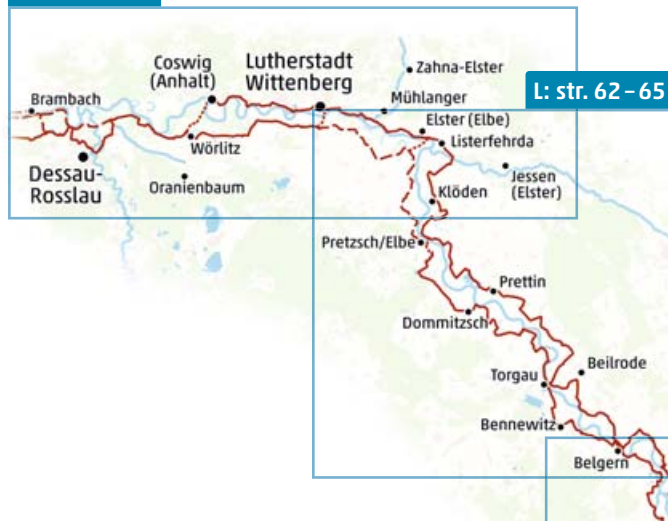 Coswig
(Anhalt)
Lutherstadt
Wittenberg
Zahna-Elster
L: str. 62–65
Brambach
Mühlanger
Elster (Elbe)
Listerfehrda
Wörlitz
Dessau-
Rosslau
Oranienbaum
Jessen
(Elster)
Klöden
Pretzsch/Elbe
Prettin
Dommitzsch
Beilrode
Torgau
Bennewitz
Belgern